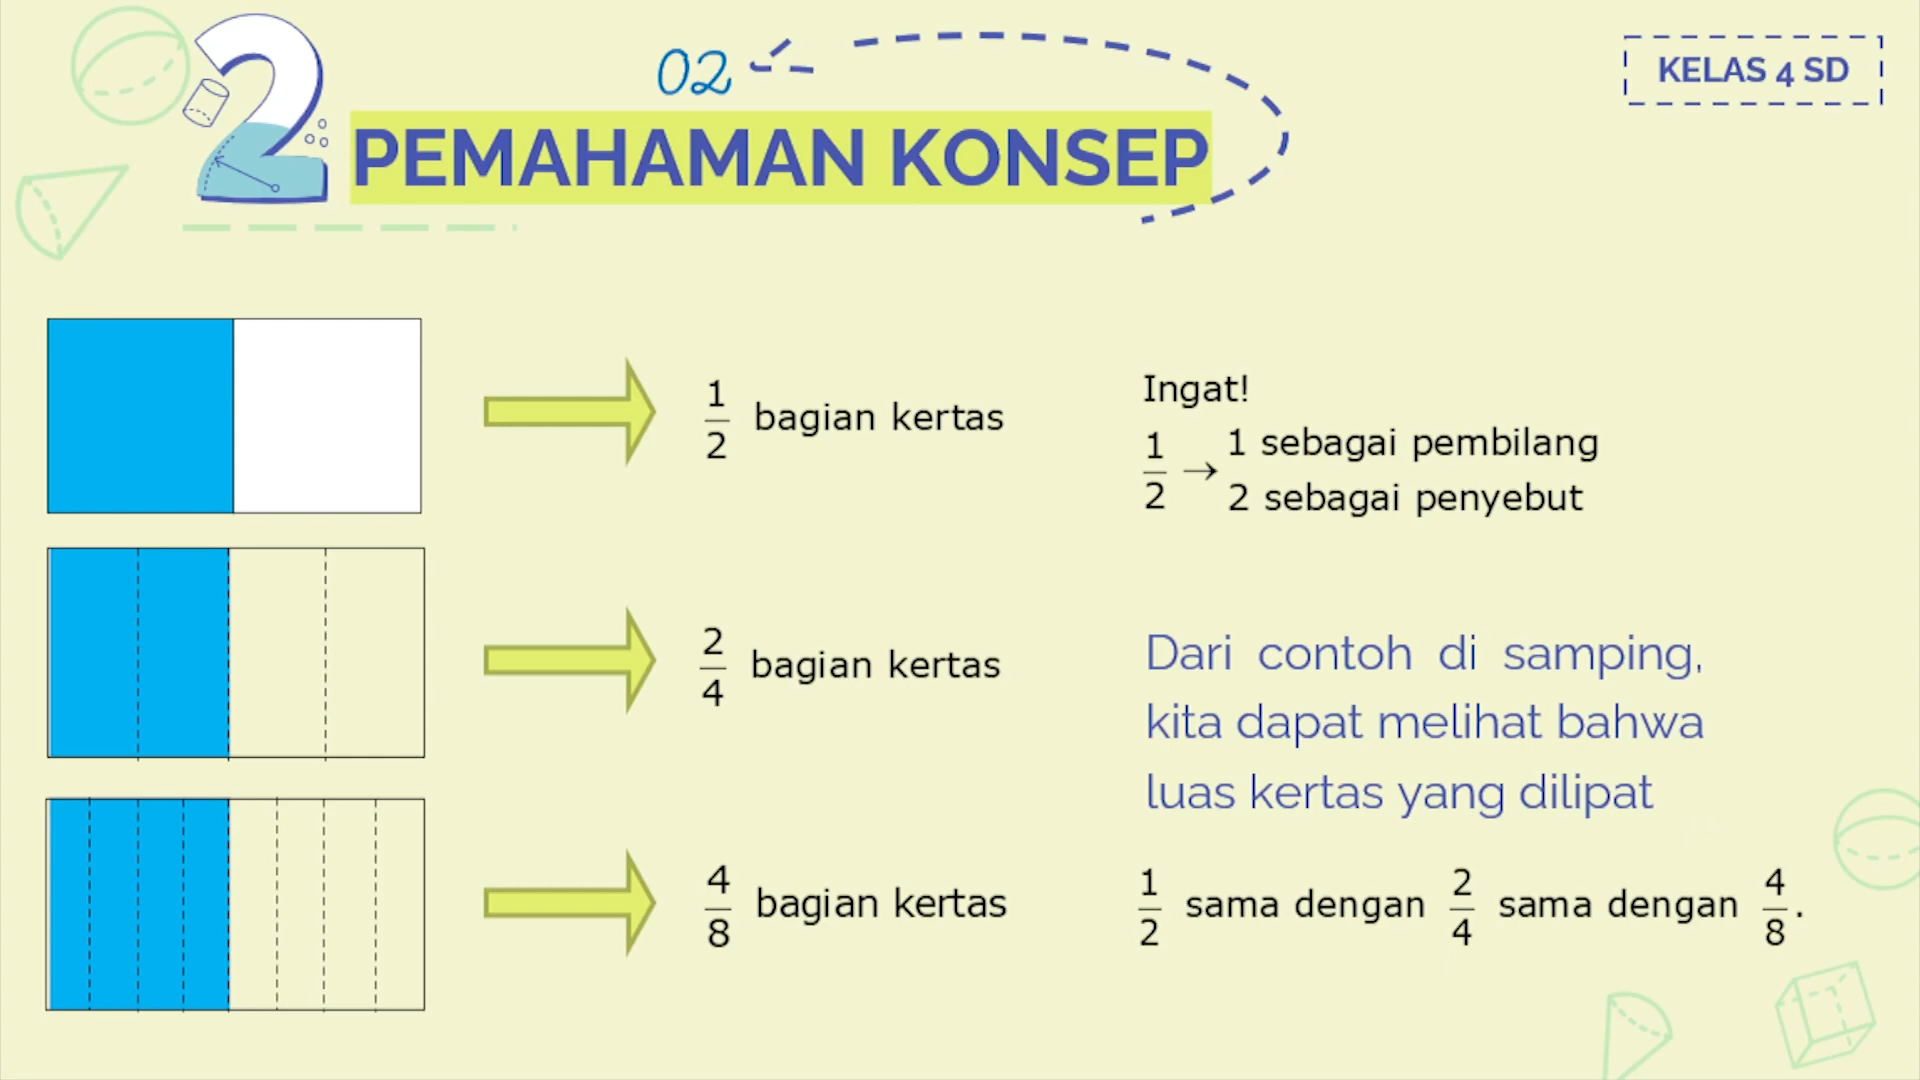 2
02
KELAS 4 SD
PEMAHAMAN KONSEP
1/2 bagian kertas
Ingat!
1/2 → 1 sebagai pembilang
2 sebagai penyebut
2/4 bagian kertas
Dari contoh di samping,
kita dapat melihat bahwa
luas kertas yang dilipat
4/8 bagian kertas
1/2 sama dengan 2/4 sama dengan 4/8.